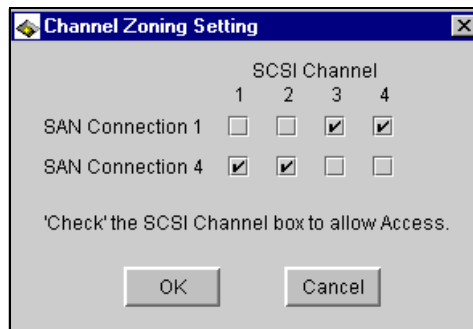 Channel Zoning Setting
SCSI Channel
1 2 3 4
SAN Connection 1
SAN Connection 4
'Check' the SCSI Channel box to allow Access.
OK Cancel